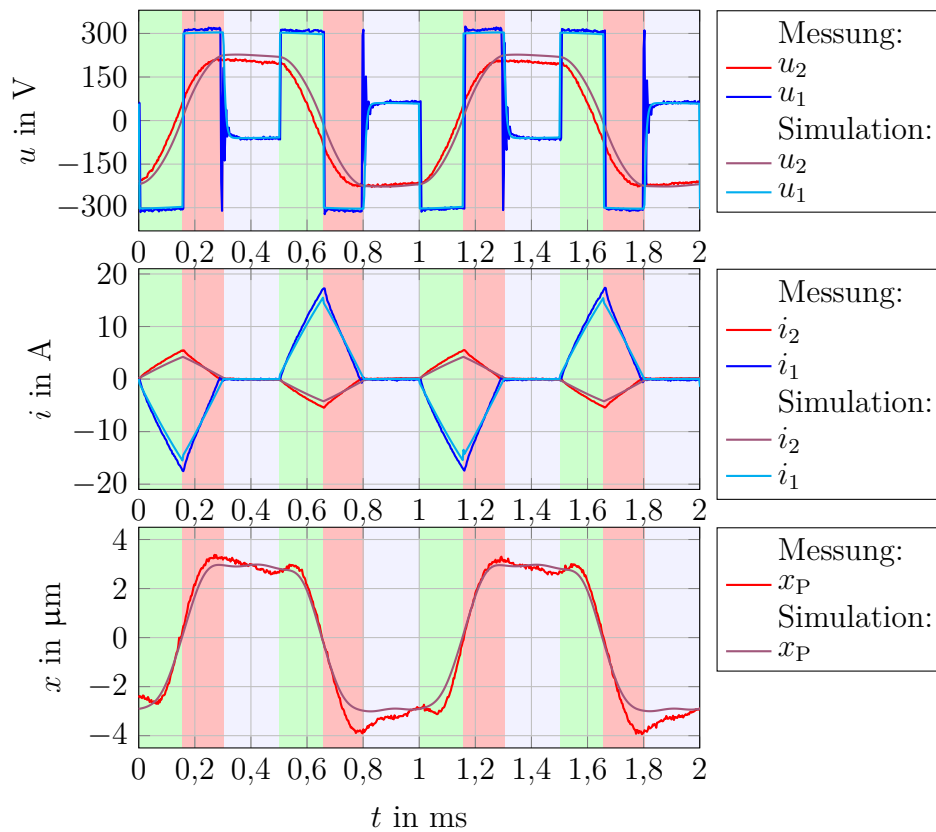 300
150
0
−150
−300
u in V
0 0,2 0,4 0,6 0,8 1 1,2 1,4 1,6 1,8 2
Messung:
u2
u1
Simulation:
u2
u1
20
10
0
−10
−20
i in A
0 0,2 0,4 0,6 0,8 1 1,2 1,4 1,6 1,8 2
Messung:
i2
i1
Simulation:
i2
i1
4
2
0
−2
−4
x in μm
0 0,2 0,4 0,6 0,8 1 1,2 1,4 1,6 1,8 2
t in ms
Messung:
xP
Simulation:
xP